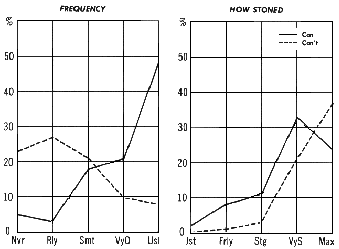 FREQUENCY
%
50
40
30
20
10
0
Nvr Rly Smt VyO Usl
HOW STONED
%
Can
Can't
50
40
30
20
10
0
Jst Frly Stg VyS Max